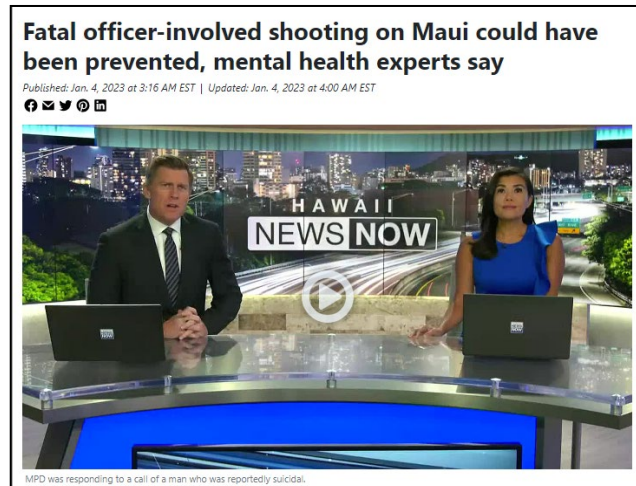 Fatal officer-involved shooting on Maui could have
been prevented, mental health experts say
Published: Jan. 4, 2023 at 3:16 AM EST | Updated: Jan. 4, 2023 at 4:00 AM EST
HAWAII
NEWS NOW
MPD was responding to a call of a man who was reportedly suicidal.